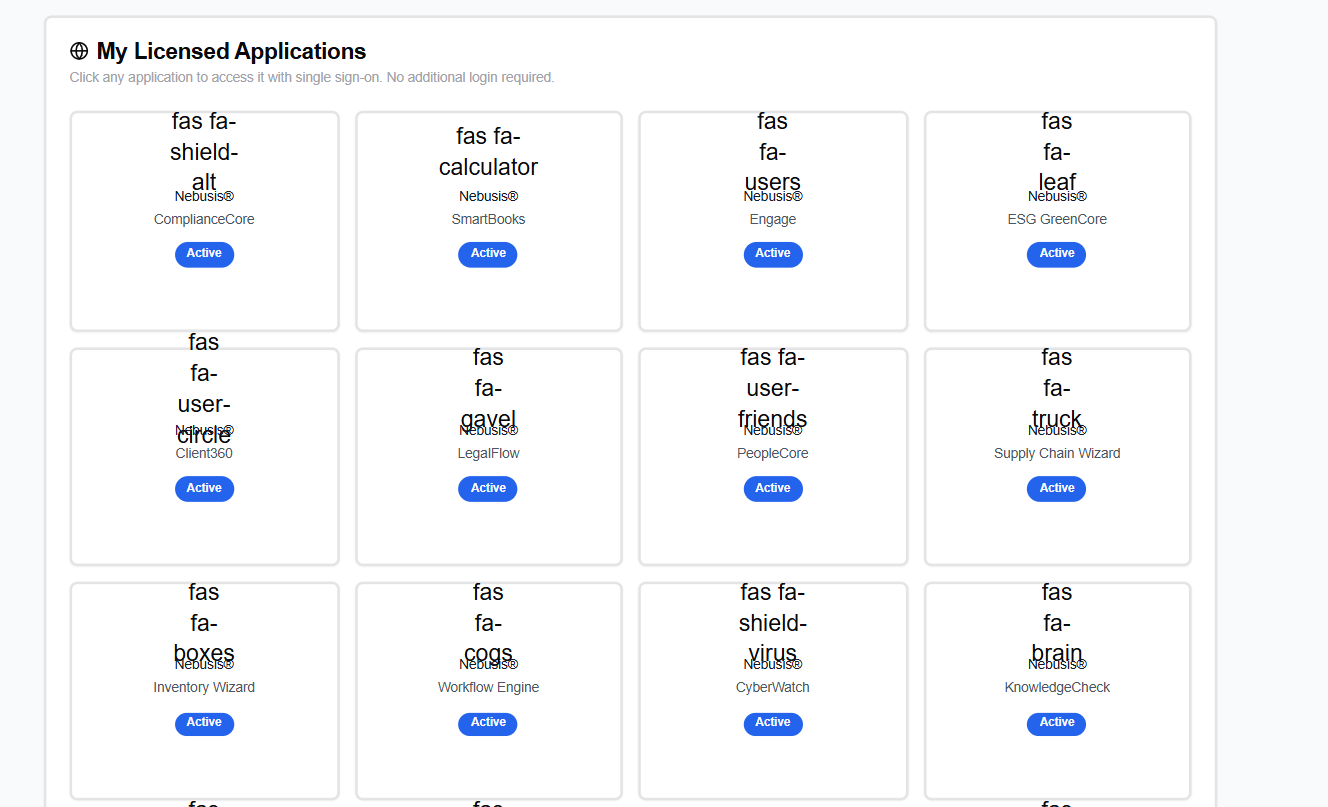 My Licensed Applications
Click any application to access it with single sign-on. No additional login required.
fas fa-
shield-
alt
Nebusis®
ComplianceCore
Active
fas fa-
calculator
Nebusis®
SmartBooks
Active
fas
fa-
users
Nebusis®
Engage
Active
fas
fa-
leaf
Nebusis®
ESG GreenCore
Active
fas
fa-
user-
circle
Nebusis®
Client360
Active
fas
fa-
gavel
Nebusis®
LegalFlow
Active
fas fa-
user-
friends
Nebusis®
PeopleCore
Active
fas
fa-
truck
Nebusis®
Supply Chain Wizard
Active
fas
fa-
boxes
Nebusis®
Inventory Wizard
Active
fas
fa-
cogs
Nebusis®
Workflow Engine
Active
fas fa-
shield-
virus
Nebusis®
CyberWatch
Active
fas
fa-
brain
Nebusis®
KnowledgeCheck
Active